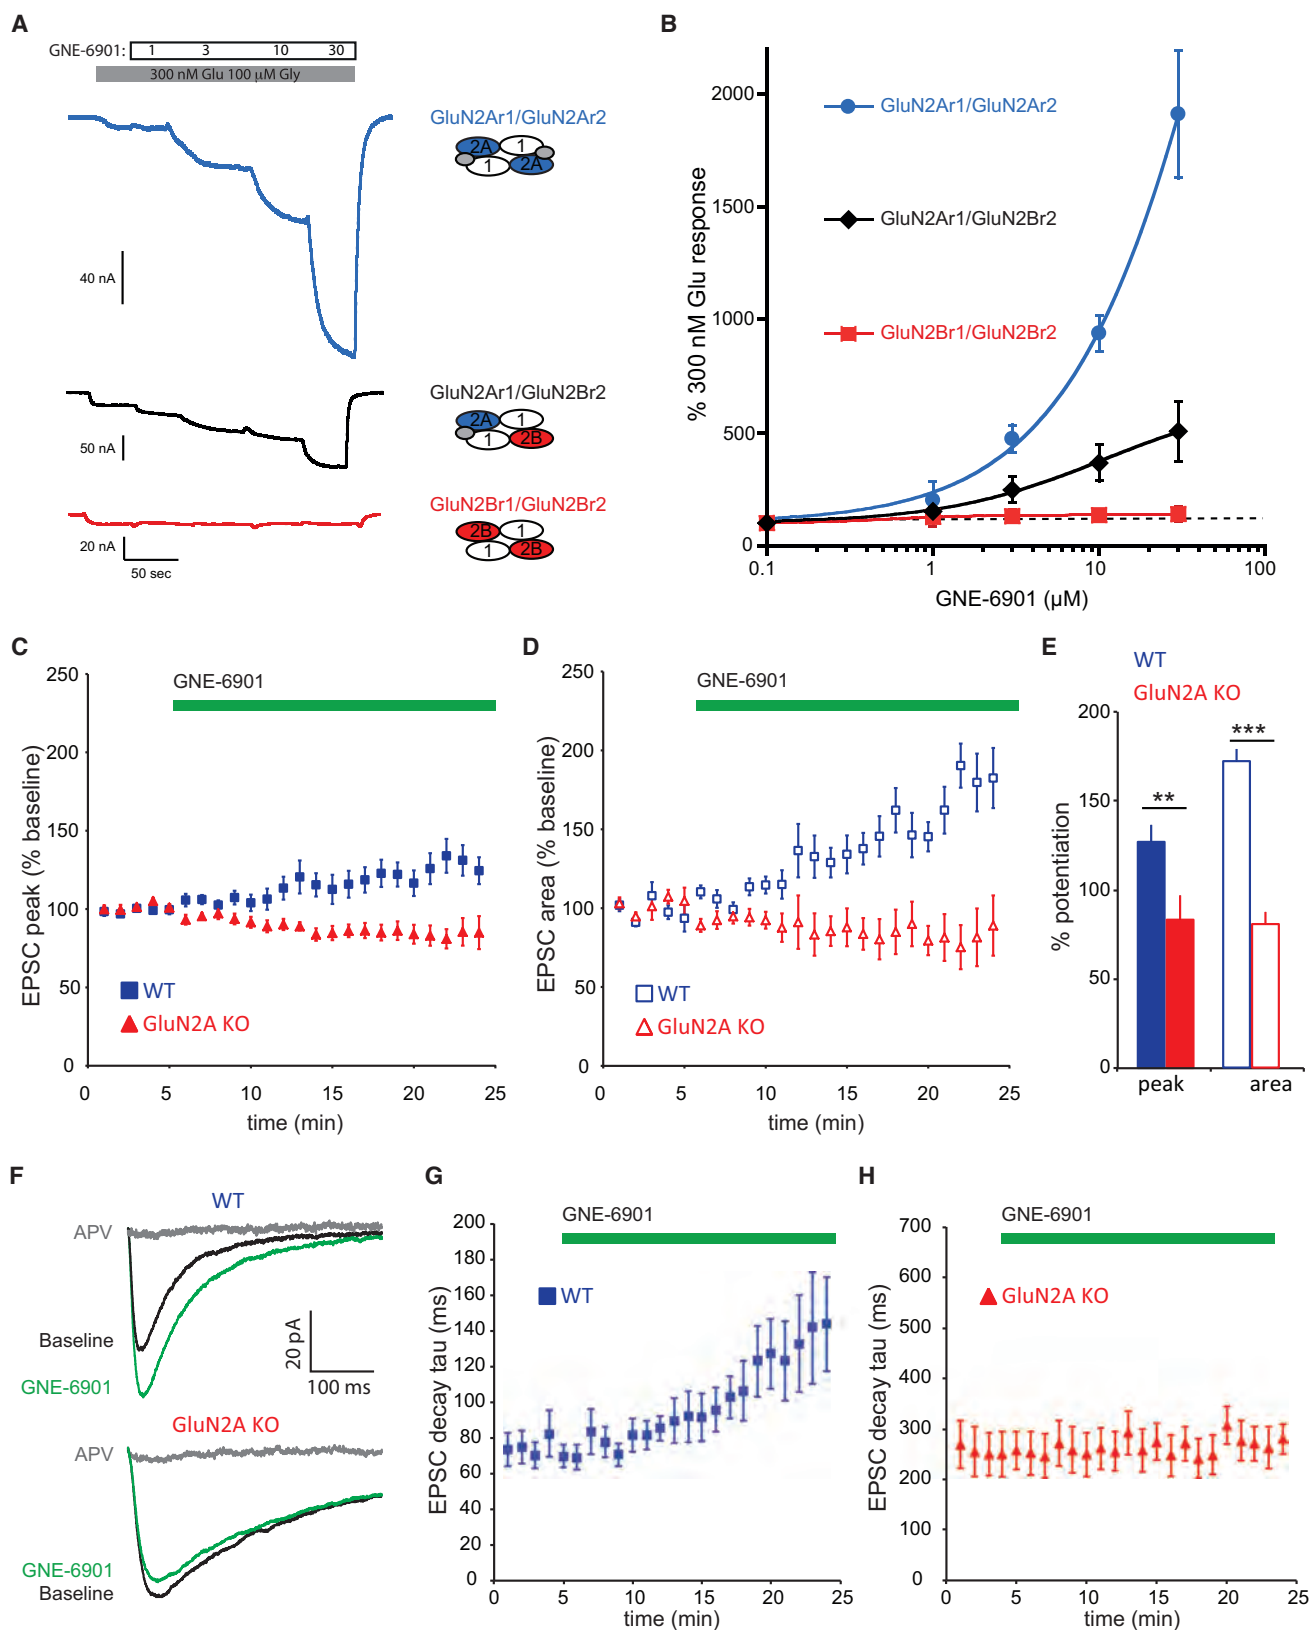 A
GNE-6901: 1 3 10 30
300 nM Glu 100 µM Gly
GluN2Ar1/GluN2Ar2
2A 1
1 2A
40 nA
GluN2Ar1/GluN2Br2
2A 1
1 2B
50 nA
GluN2Br1/GluN2Br2
2B 1
1 2B
20 nA
50 sec
B
% 300 nM Glu response
2000
1500
1000
500
0
GluN2Ar1/GluN2Ar2
GluN2Ar1/GluN2Br2
GluN2Br1/GluN2Br2
0.1 1 10 100
GNE-6901 (µM)
C
EPSC peak (% baseline)
250
200
150
100
50
0
GNE-6901
WT
GluN2A KO
0 5 10 15 20 25
time (min)
D
EPSC area (% baseline)
250
200
150
100
50
0
GNE-6901
WT
GluN2A KO
0 5 10 15 20 25
time (min)
E
WT
GluN2A KO
% potentiation
200
150
100
50
0
**
***
peak area
F
WT
APV
Baseline
GNE-6901
20 pA
100 ms
GluN2A KO
APV
GNE-6901
Baseline
G
EPSC decay tau (ms)
200
180
160
140
120
100
80
60
40
20
0
GNE-6901
WT
0 5 10 15 20 25
time (min)
H
EPSC decay tau (ms)
700
600
500
400
300
200
100
0
GNE-6901
GluN2A KO
0 5 10 15 20 25
time (min)